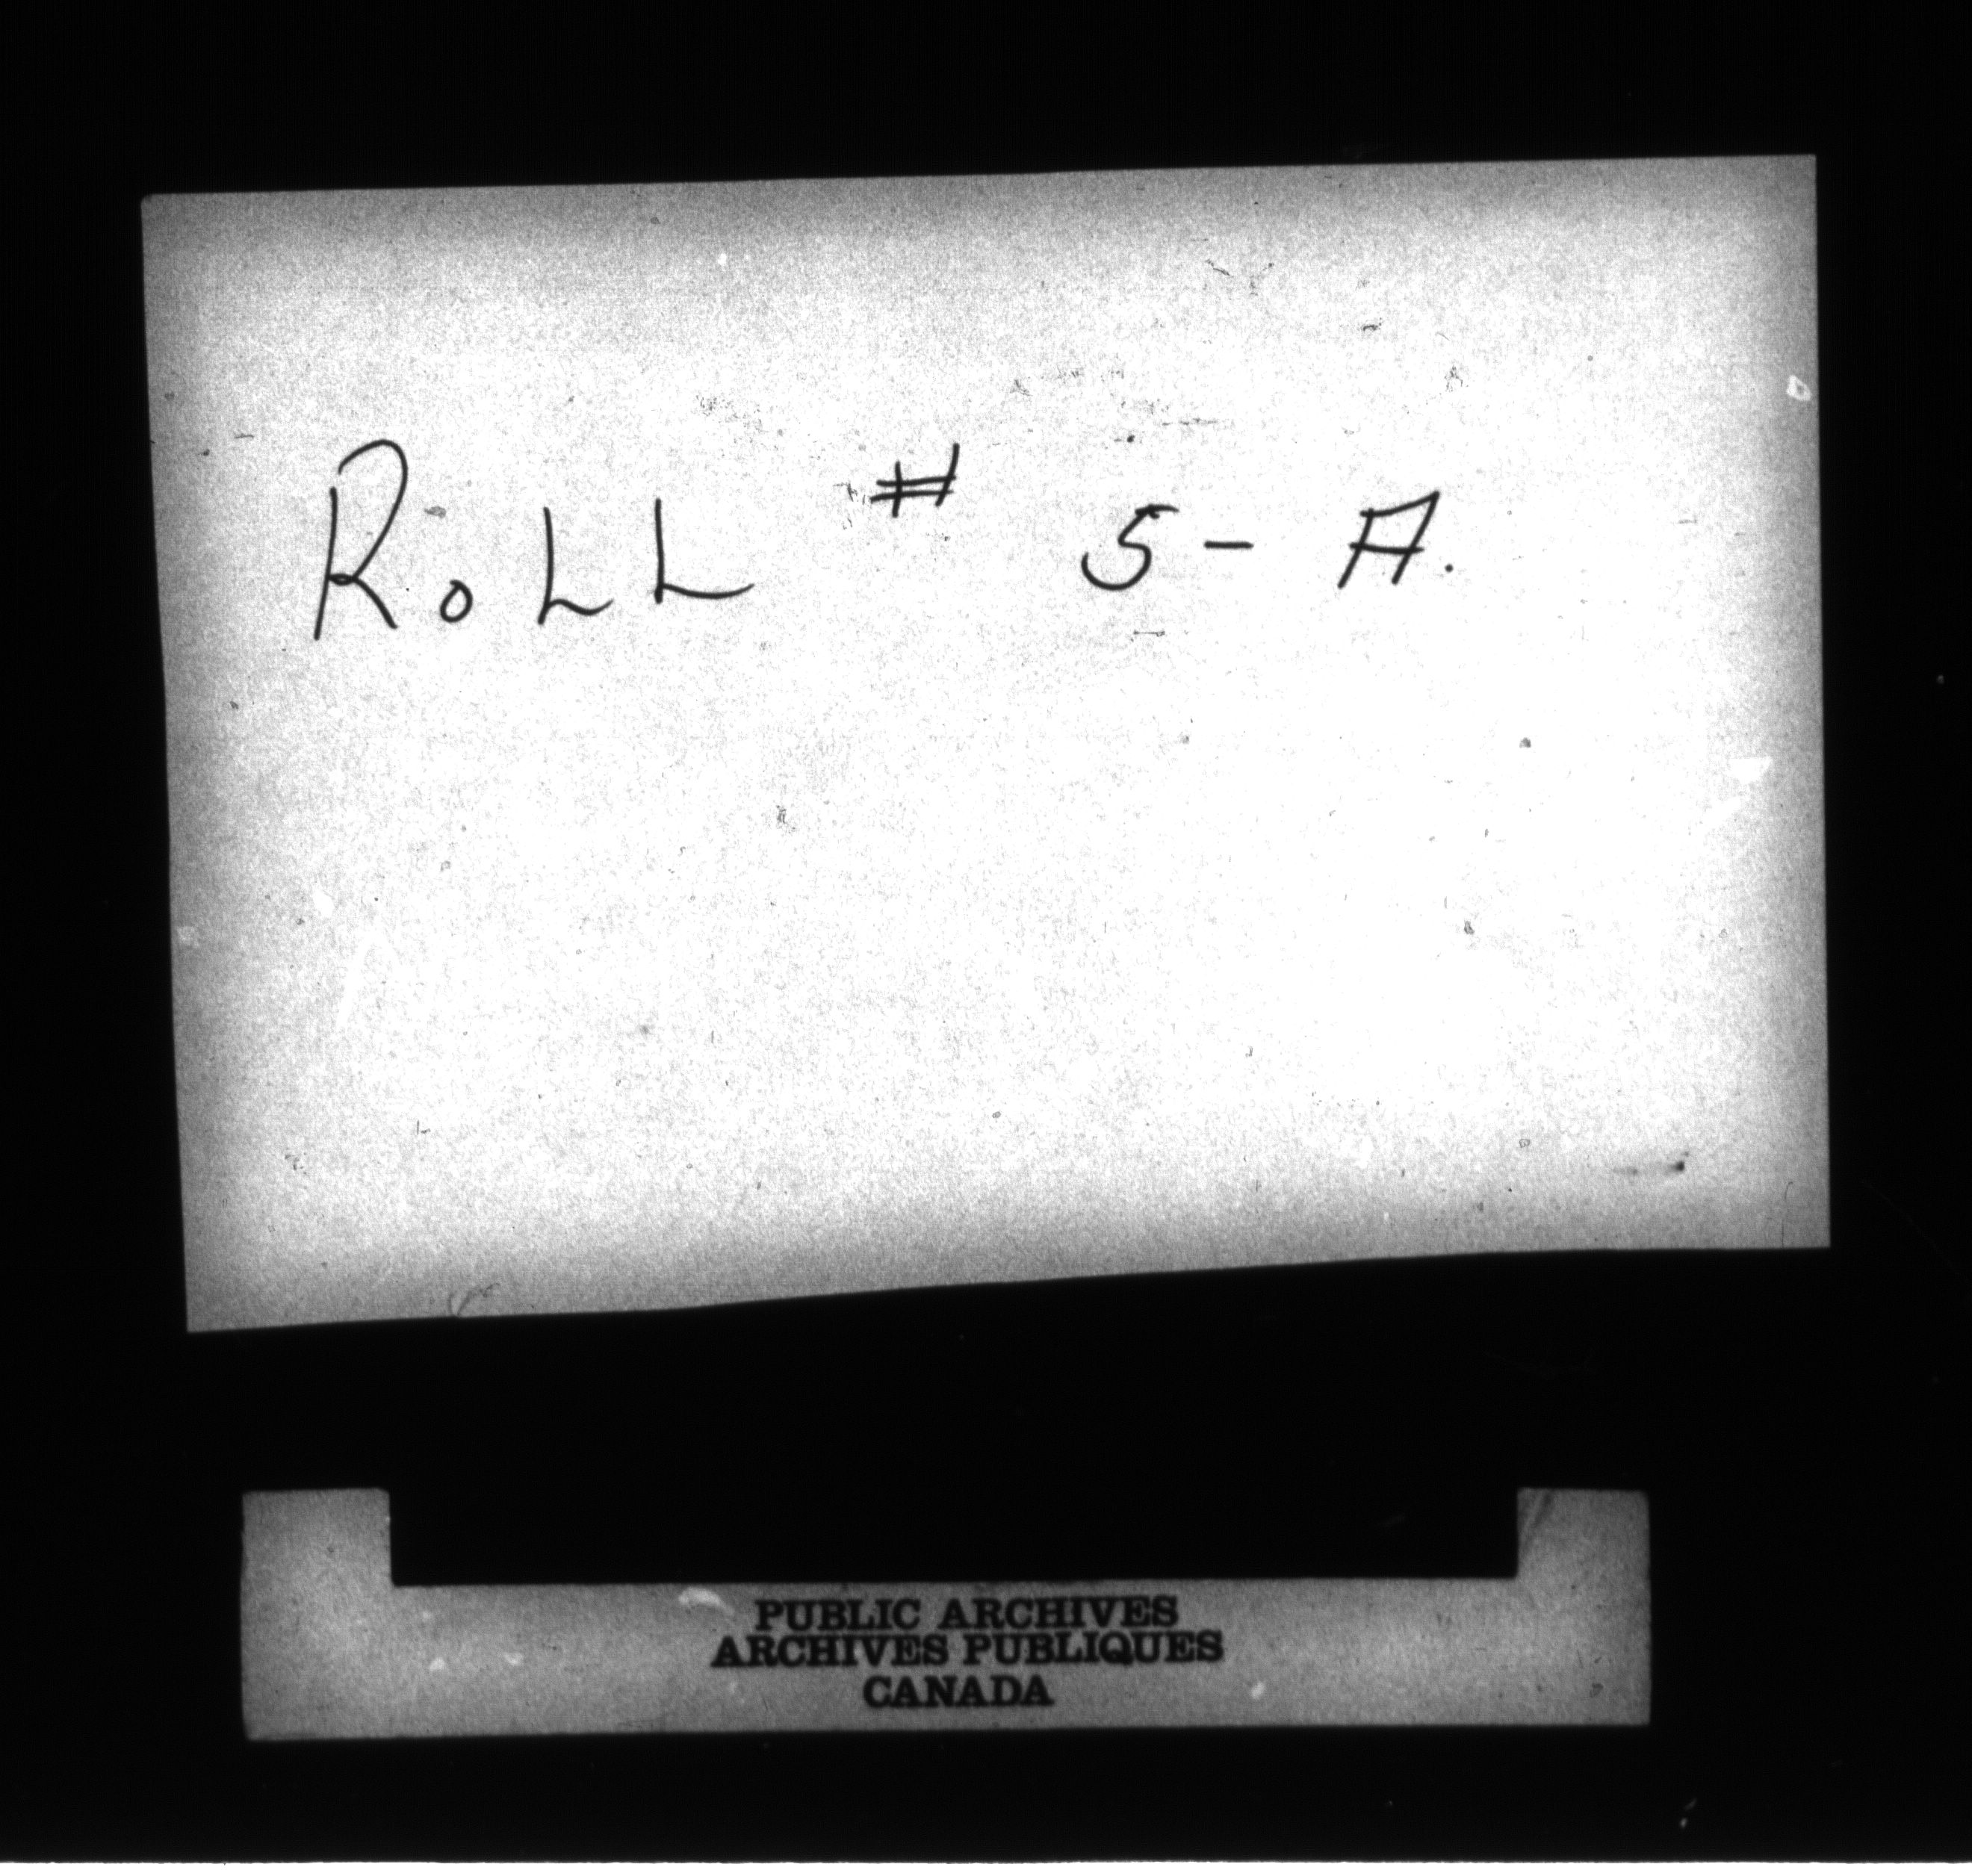 RoLL # 5 - A.
PUBLIC ARCHIVES
ARCHIVES PUBLIQUES
CANADA